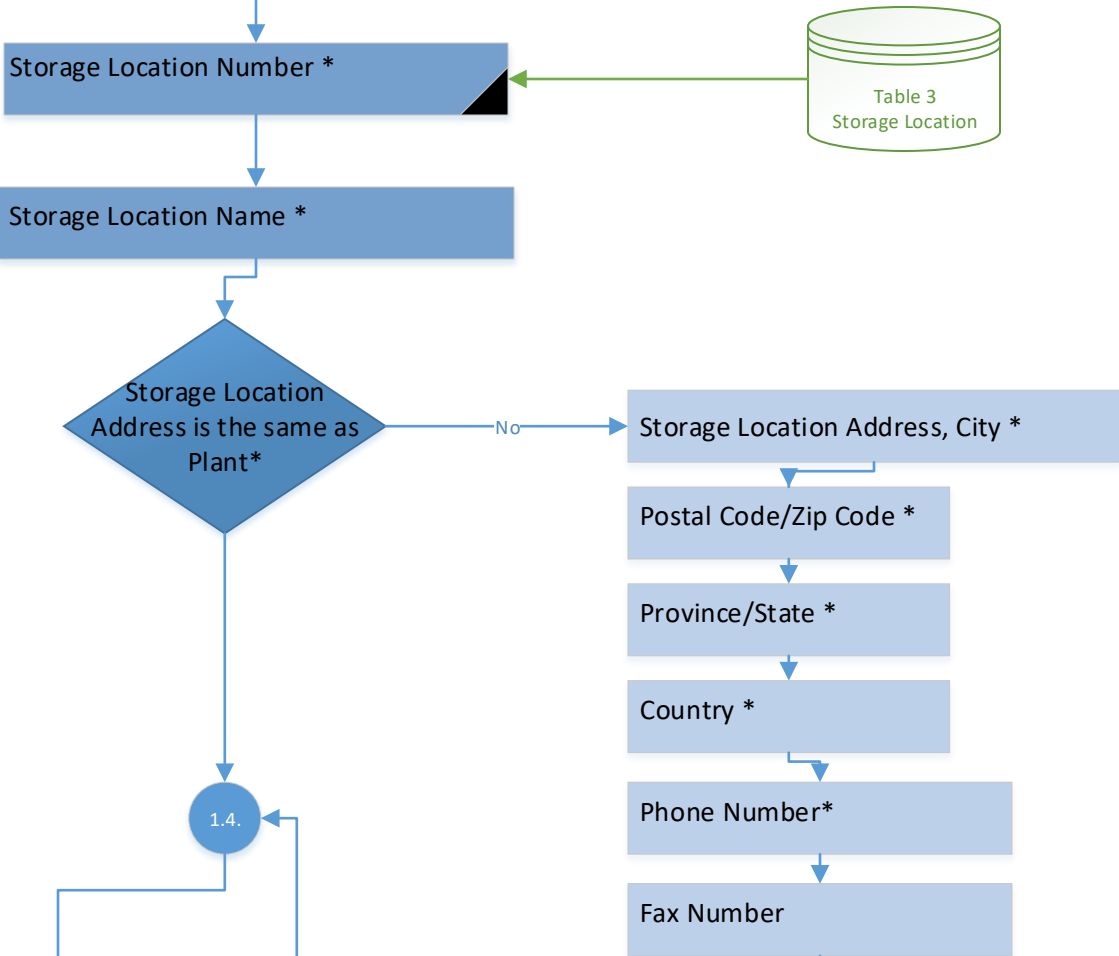 Storage Location Number *
Table 3
Storage Location
Storage Location Name *
Storage Location
Address is the same as
Plant*
No
Storage Location Address, City *
Postal Code/Zip Code *
Province/State *
Country *
Phone Number*
1.4.
Fax Number